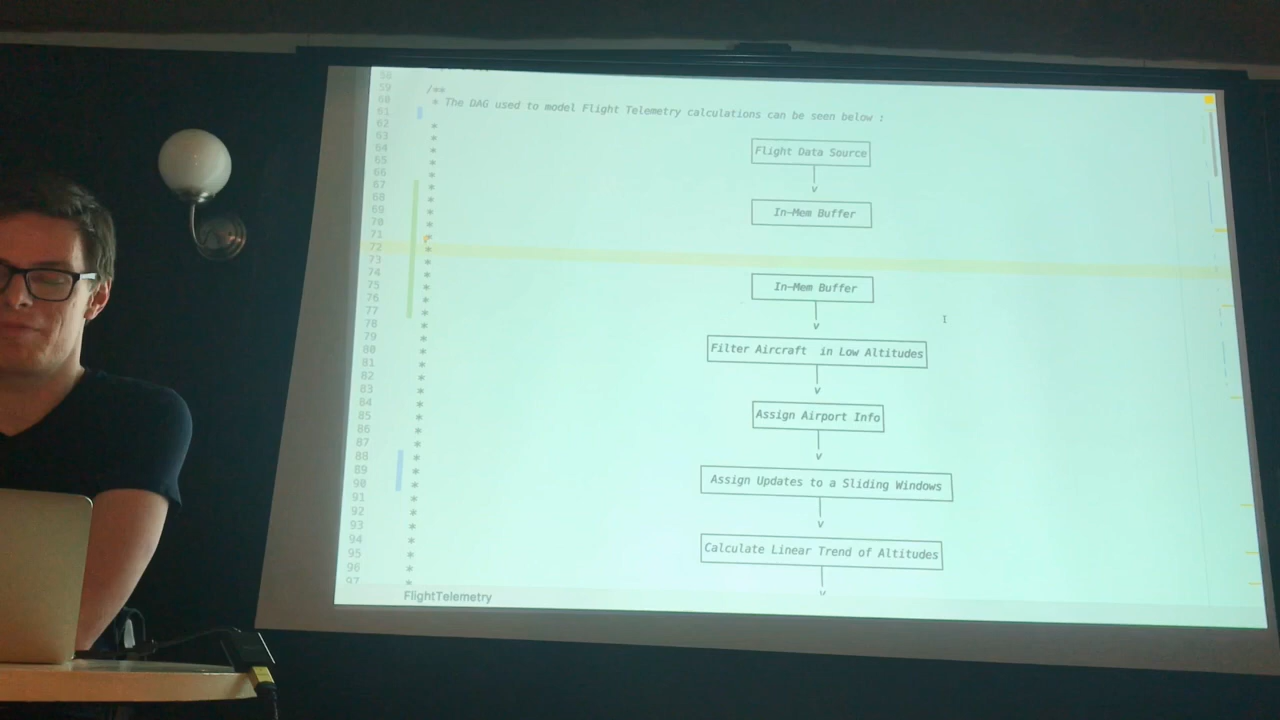 58
59 /**
60 * The DAG used to model Flight Telemetry calculations can be seen below :
61
62 *
63 *
64 * Flight Data Source
65 *
66 *
67 * v
68 *
69 * In-Mem Buffer
70 *
71 *
72 *
73 *
74 *
75 * In-Mem Buffer
76 *
77 *
78 * v
79 *
80 * Filter Aircraft in Low Altitudes
81 *
82 *
83 * v
84 *
85 * Assign Airport Info
86 *
87 *
88 * v
89 *
90 * Assign Updates to a Sliding Windows
91 *
92 *
93 * v
94 *
95 * Calculate Linear Trend of Altitudes
96 *
97 * v
FlightTelemetry